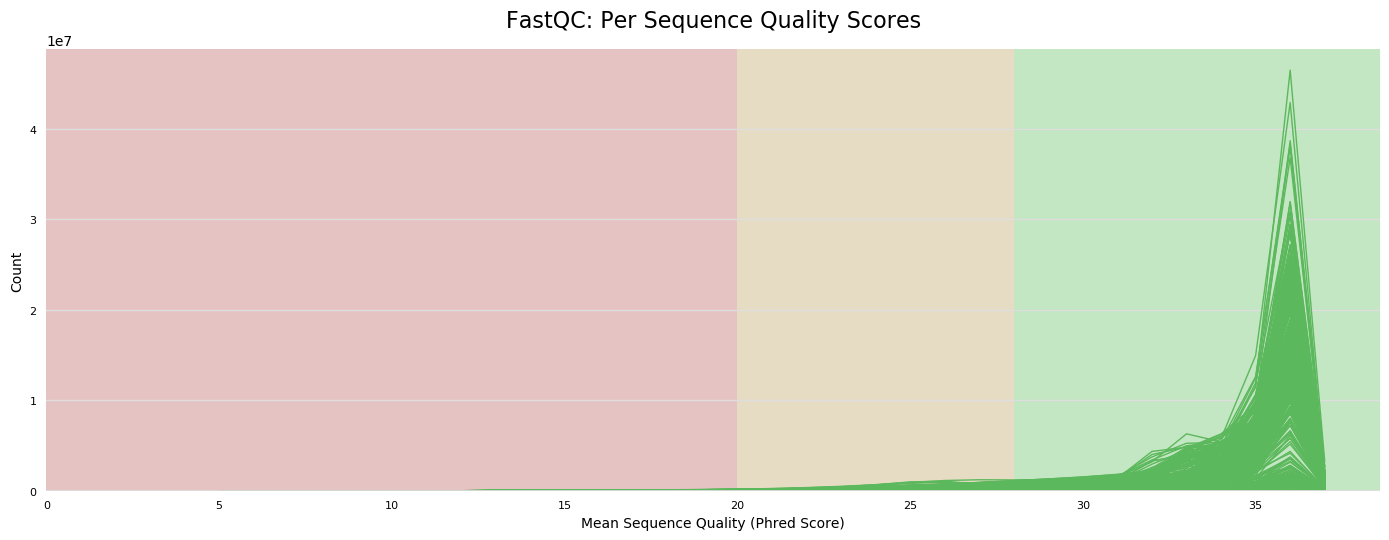 FastQC: Per Sequence Quality Scores
1e7
4
3
2
1
0
Count
0 5 10 15 20 25 30 35
Mean Sequence Quality (Phred Score)